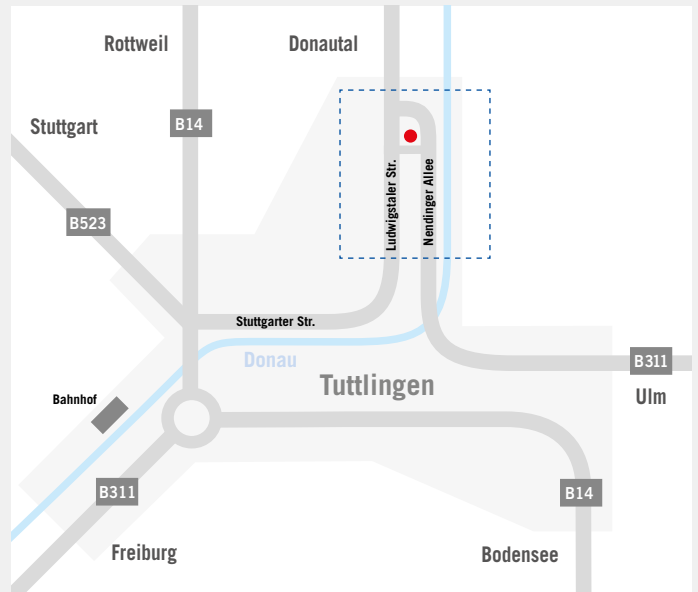 Rottweil
Donautal
Stuttgart
B14
B523
Ludwigstaler Str.
Nendinger Allee
Stuttgarter Str.
Donau
Tuttlingen
B311
Ulm
Bahnhof
B311
B14
Freiburg
Bodensee